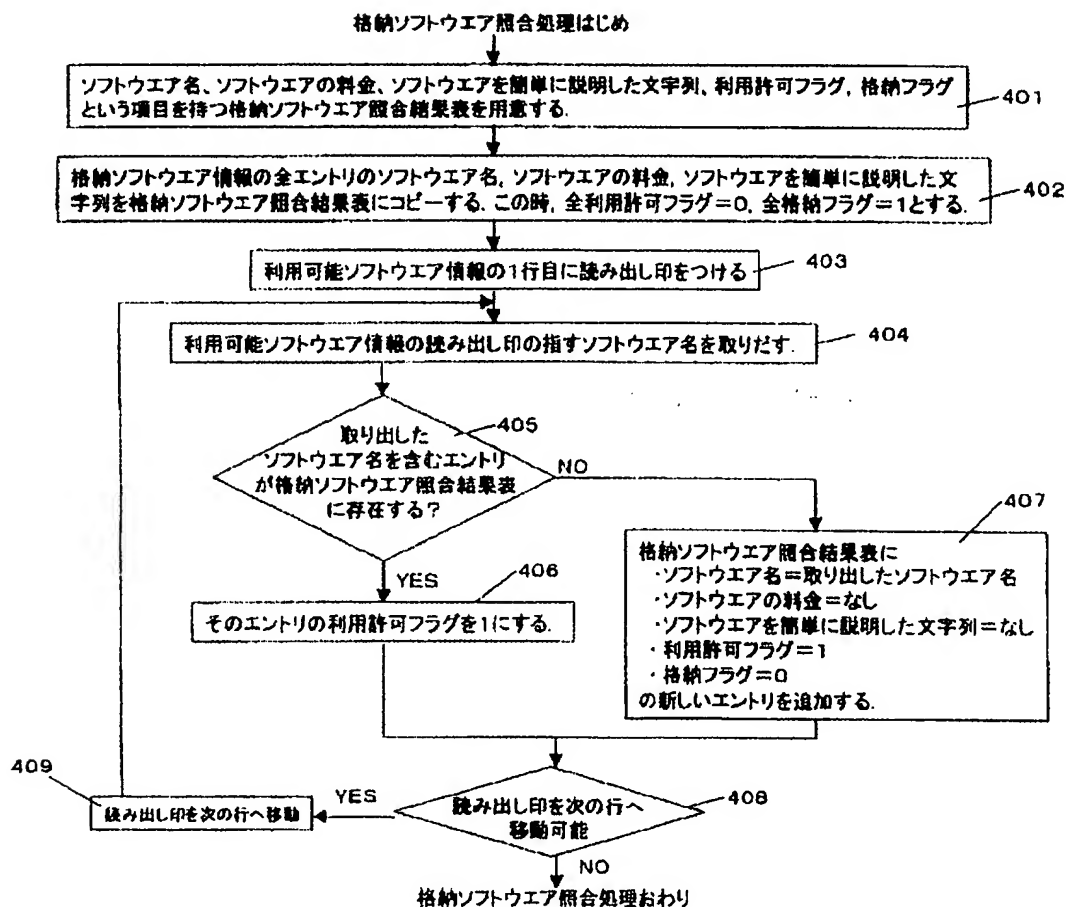 格納ソフトウエア照合処理はじめ
ソフトウエア名、ソフトウエアの料金、ソフトウエアを簡単に説明した文字列、利用許可フラグ, 格納フラグ
という項目を持つ格納ソフトウエア照合結果表を用意する.
401
格納ソフトウエア情報の全エントリのソフトウエア名, ソフトウエアの料金, ソフトウエアを簡単に説明した文
字列を格納ソフトウエア照合結果表にコピーする. この時, 全利用許可フラグ=0, 全格納フラグ=1とする.
402
利用可能ソフトウエア情報の1行目に読み出し印をつける
403
利用可能ソフトウエア情報の読み出し印の指すソフトウエア名を取りだす.
404
405
取り出した
ソフトウエア名を含むエントリ
が格納ソフトウエア照合結果表
に存在する?
NO
YES
406
そのエントリの利用許可フラグを1にする.
407
格納ソフトウエア照合結果表に
・ソフトウエア名=取り出したソフトウエア名
・ソフトウエアの料金=なし
・ソフトウエアを簡単に説明した文字列=なし
・利用許可フラグ=1
・格納フラグ=0
の新しいエントリを追加する.
408
読み出し印を次の行へ
移動可能
YES
409
読み出し印を次の行へ移動
NO
格納ソフトウエア照合処理おわり